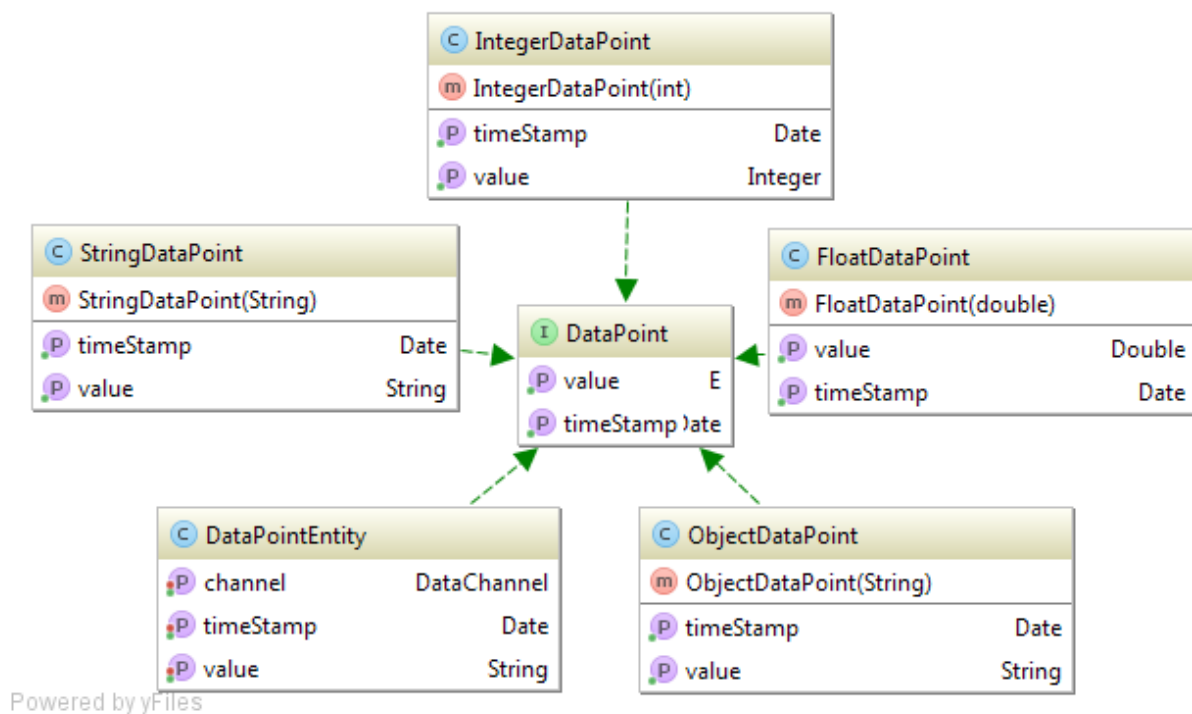 C IntegerDataPoint
m IntegerDataPoint(int)
P timeStamp Date
P value Integer
C StringDataPoint
m StringDataPoint(String)
P timeStamp Date
P value String
I DataPoint
P value E
P timeStamp Date
C FloatDataPoint
m FloatDataPoint(double)
P value Double
P timeStamp Date
C DataPointEntity
P channel DataChannel
P timeStamp Date
P value String
C ObjectDataPoint
m ObjectDataPoint(String)
P timeStamp Date
P value String
Powered by yFiles